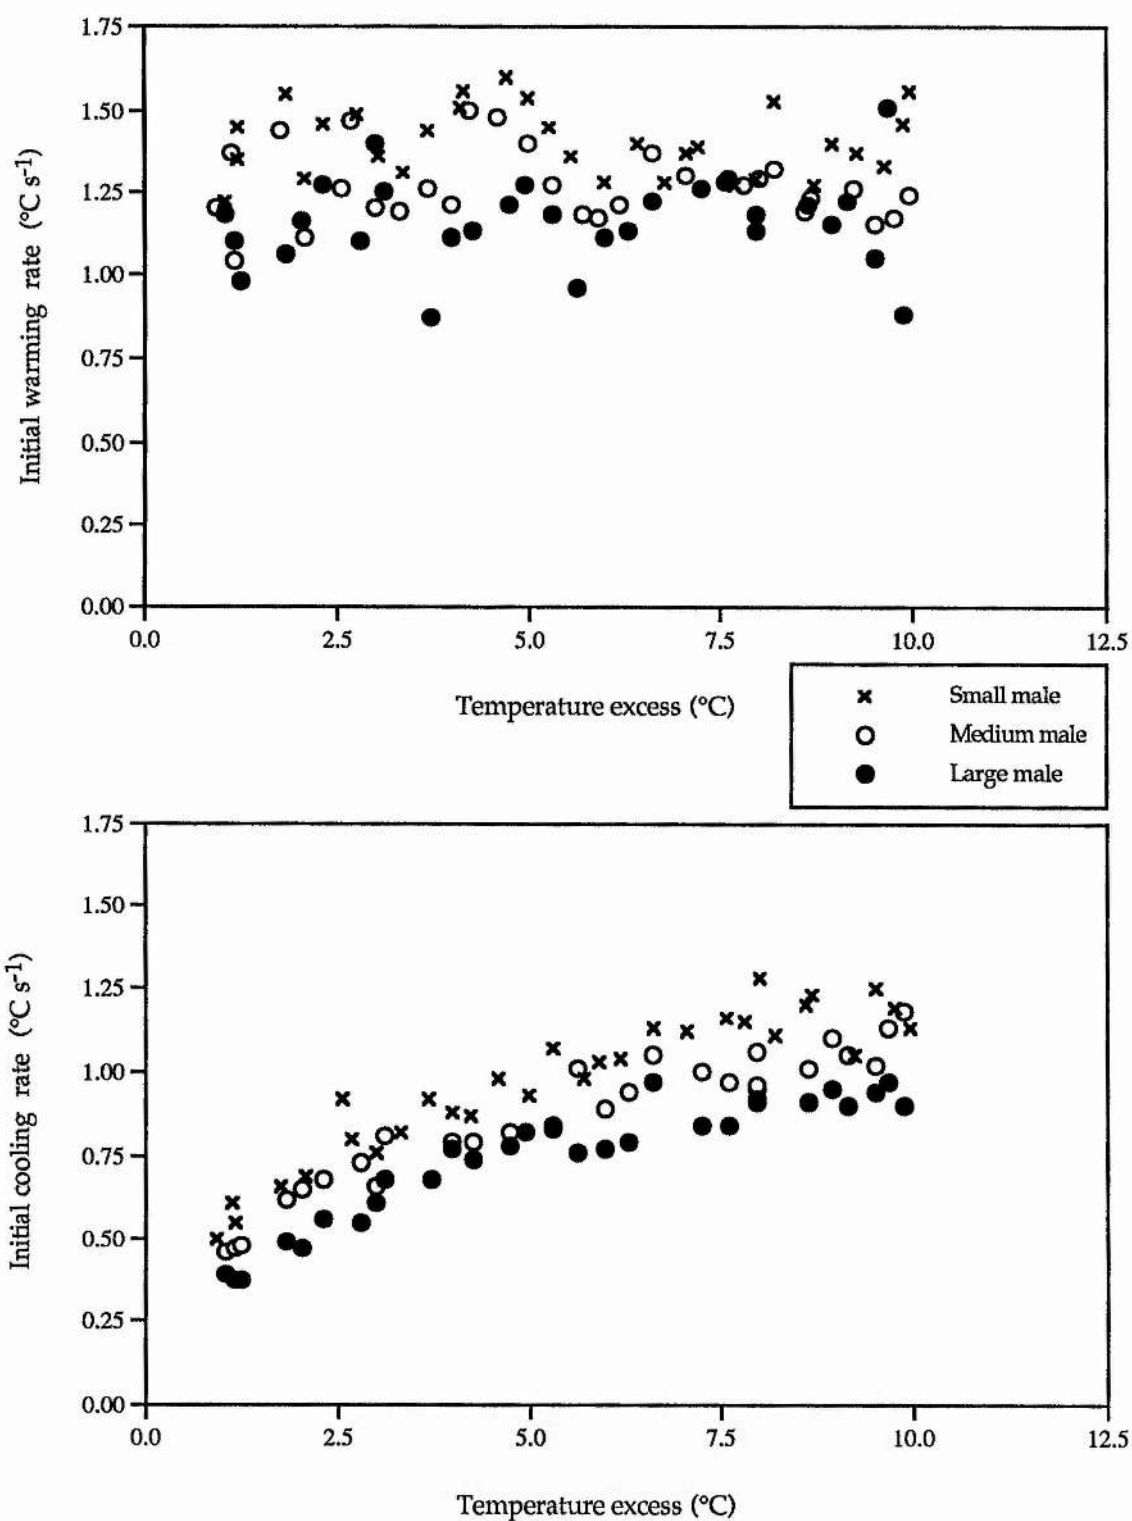 1.75
1.50
1.25
1.00
0.75
0.50
0.25
0.00
Initial warming rate (°C s⁻¹)
0.0 2.5 5.0 7.5 10.0 12.5
Temperature excess (°C)
Small male
Medium male
Large male
1.75
1.50
1.25
1.00
0.75
0.50
0.25
0.00
Initial cooling rate (°C s⁻¹)
0.0 2.5 5.0 7.5 10.0 12.5
Temperature excess (°C)